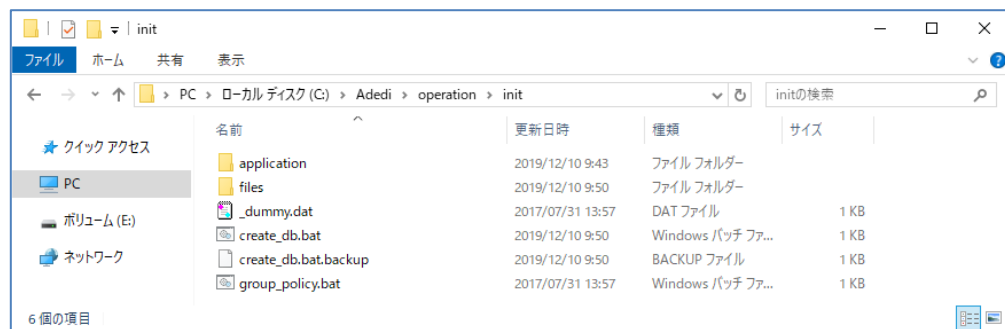 init
ファイル ホーム 共有 表示
PC › ローカル ディスク (C:) › Adedi › operation › init initの検索
名前 更新日時 種類 サイズ
クイック アクセス
PC
ボリューム (E:)
ネットワーク
application 2019/12/10 9:43 ファイル フォルダー
files 2019/12/10 9:50 ファイル フォルダー
_dummy.dat 2017/07/31 13:57 DAT ファイル 1 KB
create_db.bat 2019/12/10 9:50 Windows バッチ ファ... 1 KB
create_db.bat.backup 2019/12/10 9:50 BACKUP ファイル 1 KB
group_policy.bat 2017/07/31 13:57 Windows バッチ ファ... 1 KB
6 個の項目